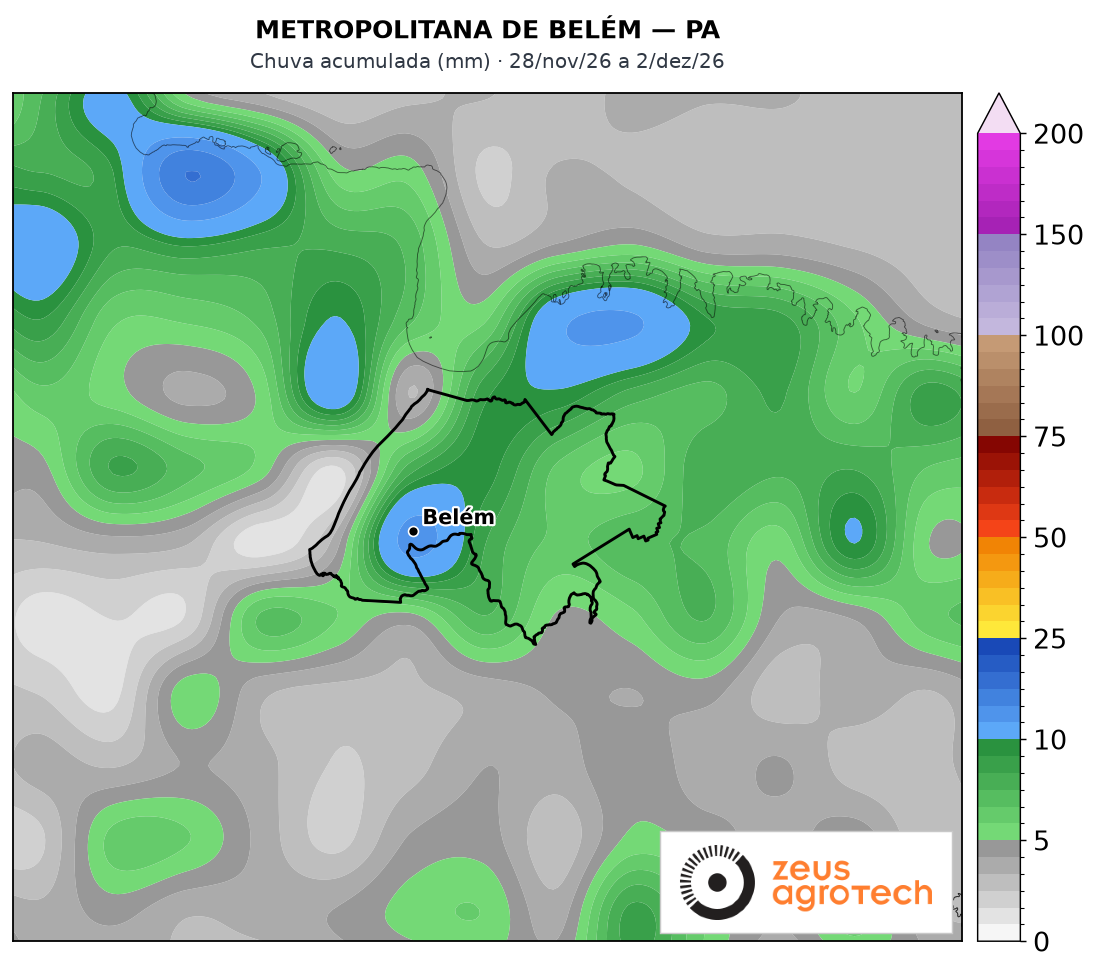 METROPOLITANA DE BELÉM — PA
Chuva acumulada (mm) · 28/nov/26 a 2/dez/26
200
150
100
75
50
25
10
5
0
Belém
zeus
agrotech